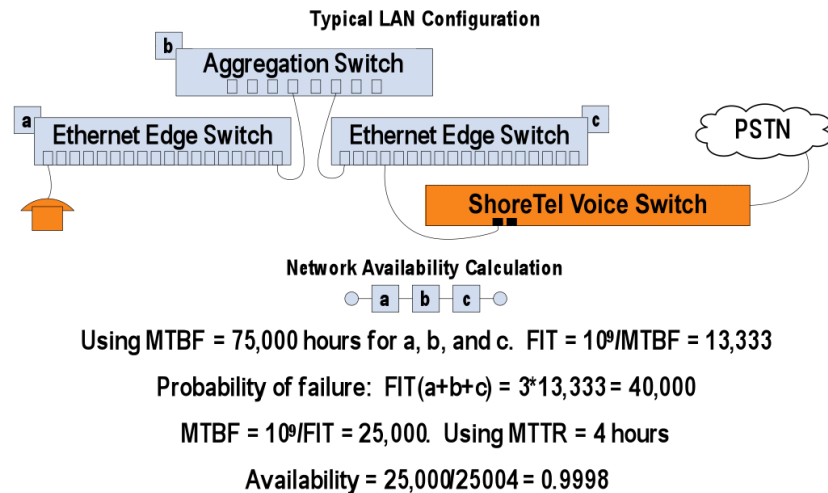 Typical LAN Configuration
b
Aggregation Switch
a
Ethernet Edge Switch
Ethernet Edge Switch
c
PSTN
ShoreTel Voice Switch
Network Availability Calculation
a b c
Using MTBF = 75,000 hours for a, b, and c. FIT = 10⁹/MTBF = 13,333
Probability of failure: FIT(a+b+c) = 3*13,333 = 40,000
MTBF = 10⁹/FIT = 25,000. Using MTTR = 4 hours
Availability = 25,000/25004 = 0.9998